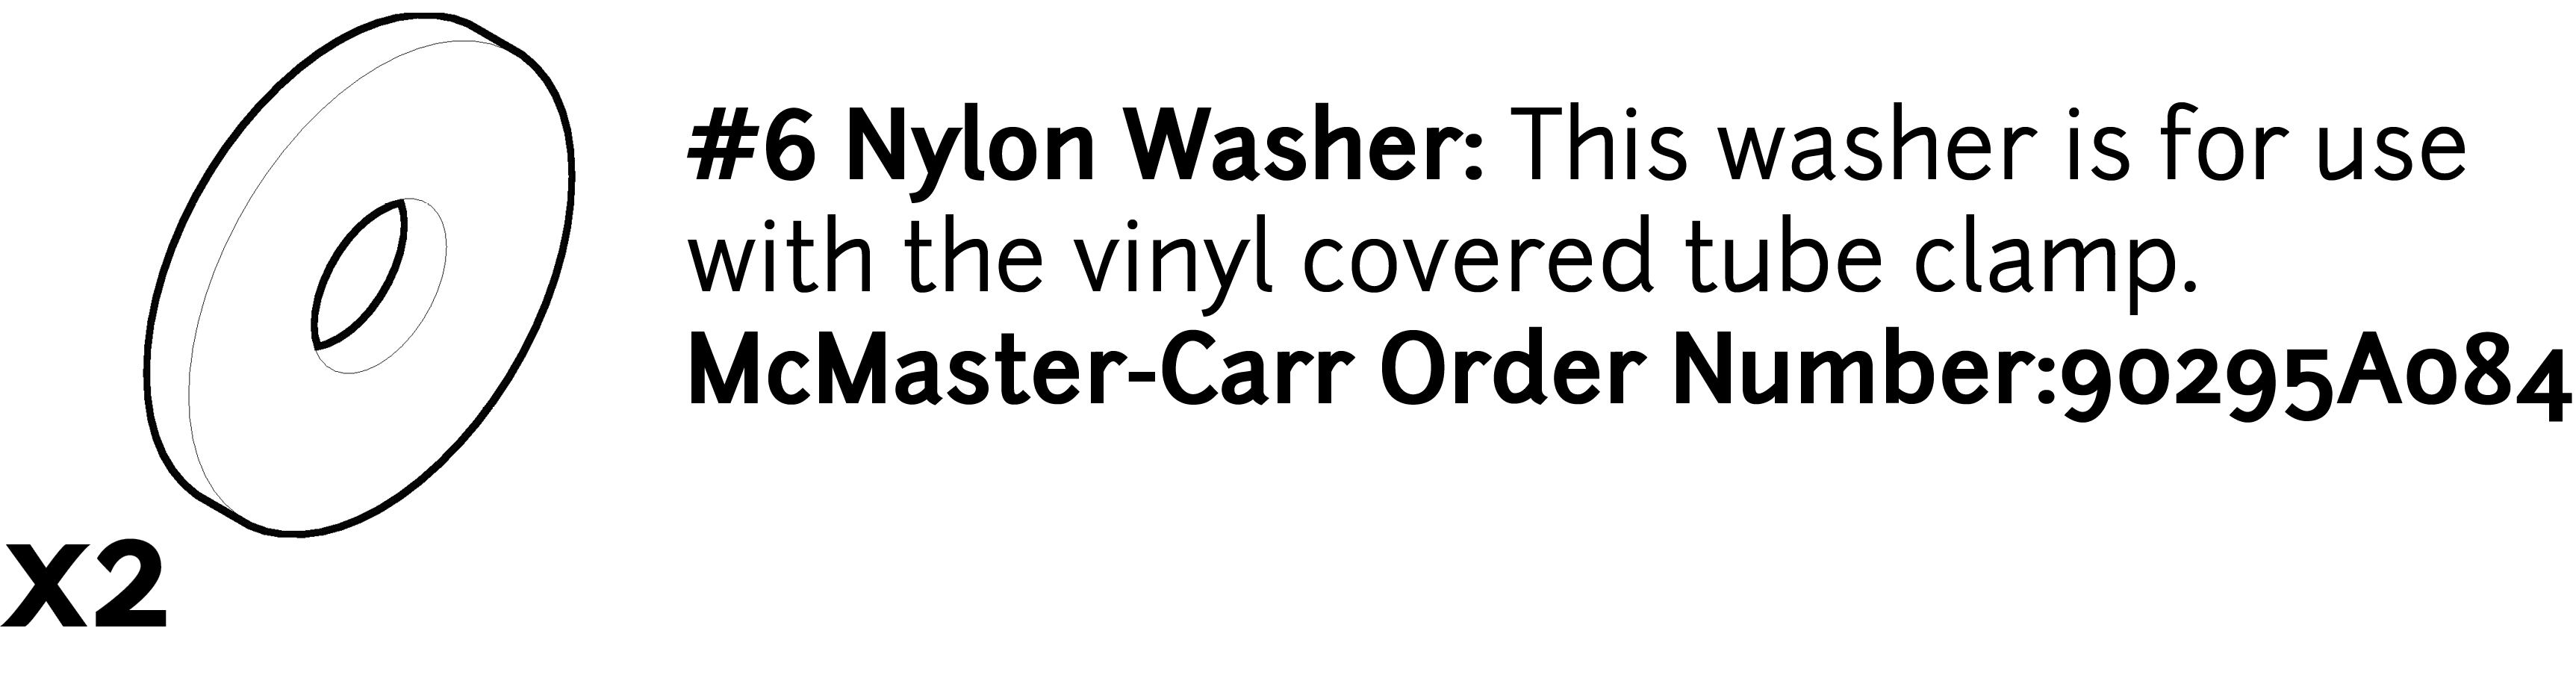 #6 Nylon Washer: This washer is for use
with the vinyl covered tube clamp.
McMaster-Carr Order Number:90295A084
x2